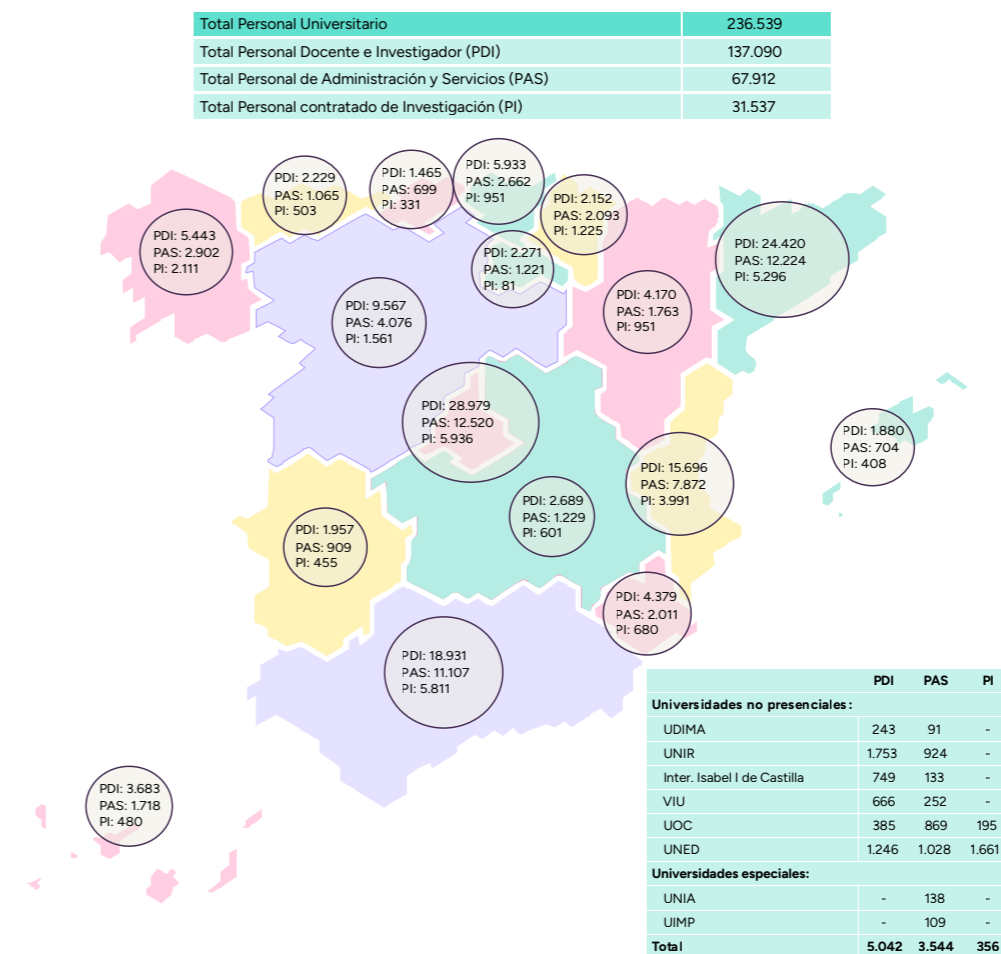 Total Personal Universitario 236.539
Total Personal Docente e Investigador (PDI) 137.090
Total Personal de Administración y Servicios (PAS) 67.912
Total Personal contratado de Investigación (PI) 31.537
PDI: 5.443
PAS: 2.902
PI: 2.111
PDI: 2.229
PAS: 1.065
PI: 503
PDI: 1.465
PAS: 699
PI: 331
PDI: 5.933
PAS: 2.662
PI: 951
PDI: 2.152
PAS: 2.093
PI: 1.225
PDI: 2.271
PAS: 1.221
PI: 81
PDI: 24.420
PAS: 12.224
PI: 5.296
PDI: 9.567
PAS: 4.076
PI: 1.561
PDI: 4.170
PAS: 1.763
PI: 951
PDI: 28.979
PAS: 12.520
PI: 5.936
PDI: 1.880
PAS: 704
PI: 408
PDI: 15.696
PAS: 7.872
PI: 3.991
PDI: 2.689
PAS: 1.229
PI: 601
PDI: 1.957
PAS: 909
PI: 455
PDI: 4.379
PAS: 2.011
PI: 680
PDI: 18.931
PAS: 11.107
PI: 5.811
PDI: 3.683
PAS: 1.718
PI: 480
PDI PAS PI
Universidades no presenciales:
UDIMA 243 91 -
UNIR 1.753 924 -
Inter. Isabel I de Castilla 749 133 -
VIU 666 252 -
UOC 385 869 195
UNED 1.246 1.028 1.661
Universidades especiales:
UNIA - 138 -
UIMP - 109 -
Total 5.042 3.544 356